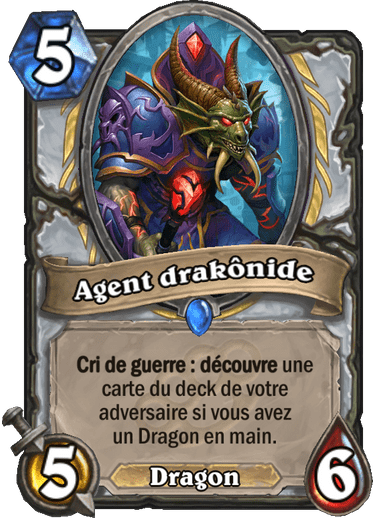 5
Agent drakônide
Cri de guerre : découvre une
carte du deck de votre
adversaire si vous avez
un Dragon en main.
5
Dragon
6